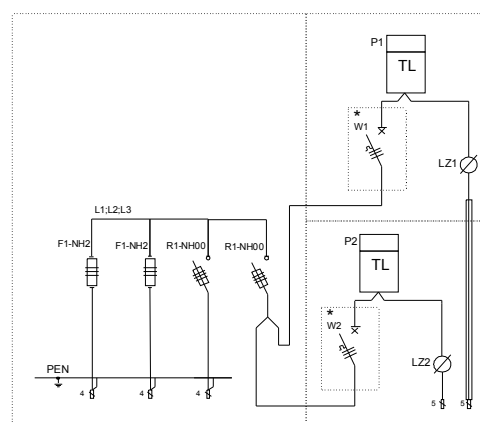 P1
TL
*
W1
LZ1
L1;L2;L3
F1-NH2
F1-NH2
R1-NH00
R1-NH00
P2
TL
*
W2
LZ2
PEN
4
4
4
5
5